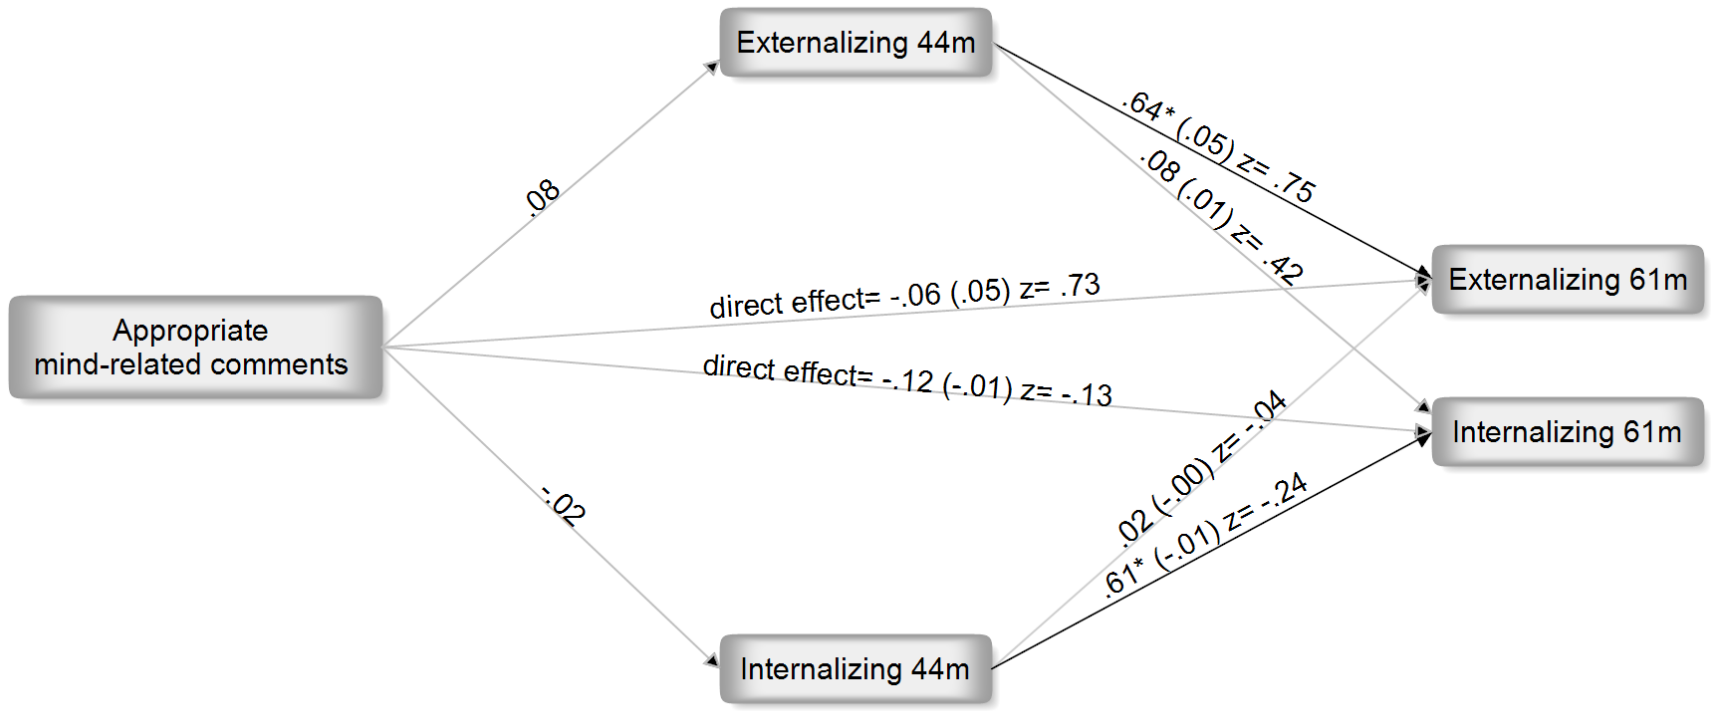 Externalizing 44m
.64* (.05) z= .75
.08 (.01) z= .42
.08
direct effect= -.06 (.05) z= .73
Externalizing 61m
Appropriate
mind-related comments
direct effect= -.12 (-.01) z= -.13
Internalizing 61m
.02 (-.00) z= -.04
-.02
.61* (-.01) z= -.24
Internalizing 44m